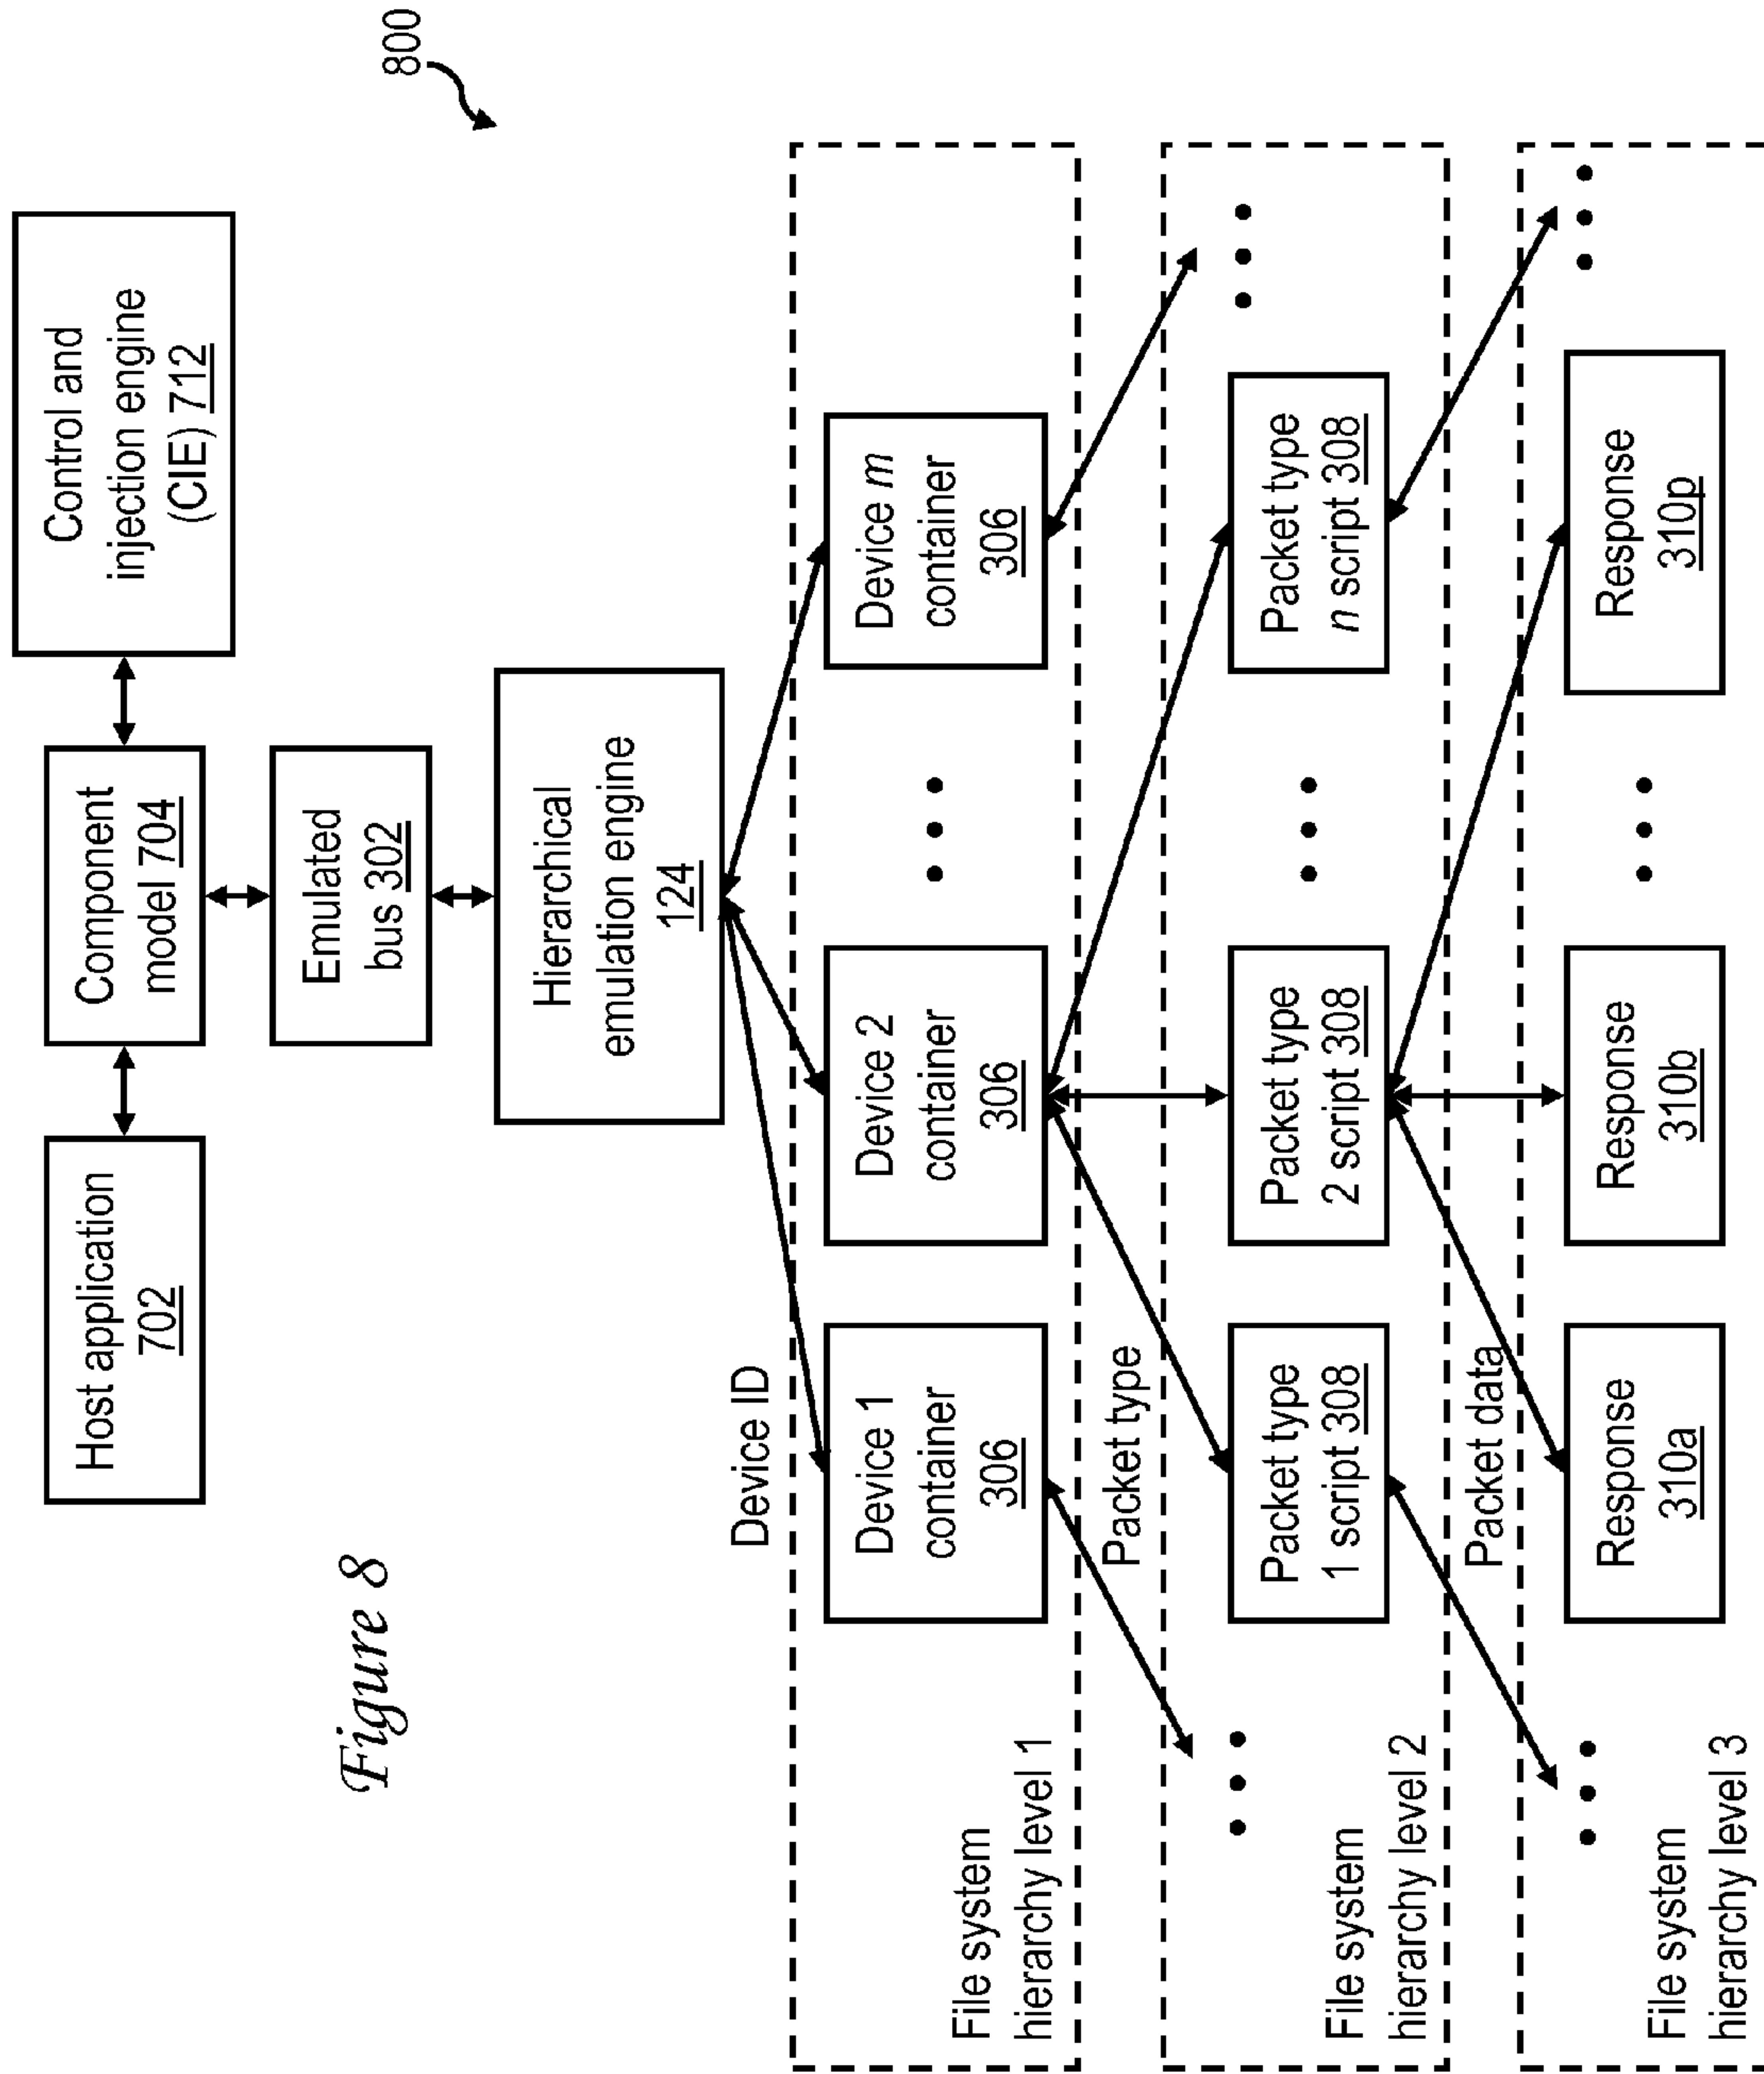 800
Host application
702
Component
model 704
Control and
injection engine
(CIE) 712
Emulated
bus 302
Hierarchical
emulation engine
124
Device ID
Device 1
container
306
Device 2
container
306
• • •
Device m
container
306
File system
hierarchy level 1
Packet type
• • •
Packet type
1 script 308
Packet type
2 script 308
• • •
Packet type
n script 308
• • •
File system
hierarchy level 2
Packet data
• • •
Response
310a
Response
310b
• • •
Response
310p
• • •
File system
hierarchy level 3
Figure 8